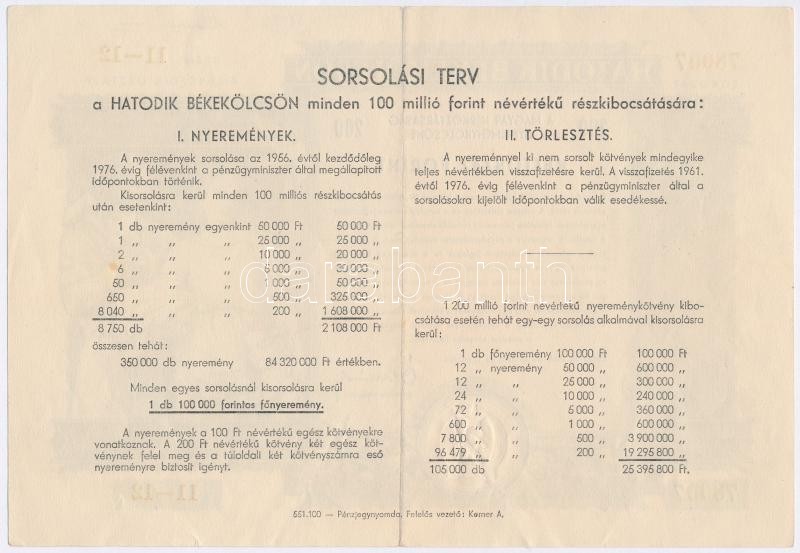 SORSOLÁSI TERV
a HATODIK BÉKEKÖLCSÖN minden 100 millió forint névértékű részkibocsátására:
I. NYEREMÉNYEK.
A nyeremények sorsolása az 1956. évtől kezdődőleg
1976. évig félévenkint a pénzügyminiszter által megállapított
időpontokban történik.
Kisorsolásra kerül minden 100 milliós részkibocsátás
után esetenkint:
1 db nyeremény egyenkint 50 000 Ft 50 000 Ft
1 „ „ „ 25 000 „ 25 000 „
2 „ „ „ 10 000 „ 20 000 „
6 „ „ „ 5 000 „ 30 000 „
50 „ „ „ 1 000 „ 50 000 „
650 „ „ „ 500 „ 325 000 „
8 040 „ „ „ 200 „ 1 608 000 „
8 750 db 2 108 000 Ft
összesen tehát:
350 000 db nyeremény 84 320 000 Ft értékben.
Minden egyes sorsolásnál kisorsolásra kerül
1 db 100 000 forintos főnyeremény.
A nyeremények a 100 Ft névértékű egész kötvényekre
vonatkoznak. A 200 Ft névértékű kötvény két egész köt-
vénynek felel meg és a túloldali két kötvényszámra eső
nyereményre biztosít igényt.
II. TÖRLESZTÉS.
A nyereménnyel ki nem sorsolt kötvények mindegyike
teljes névértékben visszafizetésre kerül. A visszafizetés 1961.
évtől 1976. évig félévenkint a pénzügyminiszter által a
sorsolásokra kijelölt időpontokban válik esedékessé.
1 200 millió forint névértékű nyereménykötvény kibo-
csátása esetén tehát egy-egy sorsolás alkalmával kisorsolásra
kerül:
1 db főnyeremény 100 000 Ft 100 000 Ft
12 „ nyeremény 50 000 „ 600 000 „
12 „ „ 25 000 „ 300 000 „
24 „ „ 10 000 „ 240 000 „
72 „ „ 5 000 „ 360 000 „
600 „ „ 1 000 „ 600 000 „
7 800 „ „ 500 „ 3 900 000 „
96 479 „ „ 200 „ 19 295 800 „
105 000 db 25 395 800 Ft.
551.100 — Pénzjegynyomda. Felelős vezető: Kemer A.
darabanth